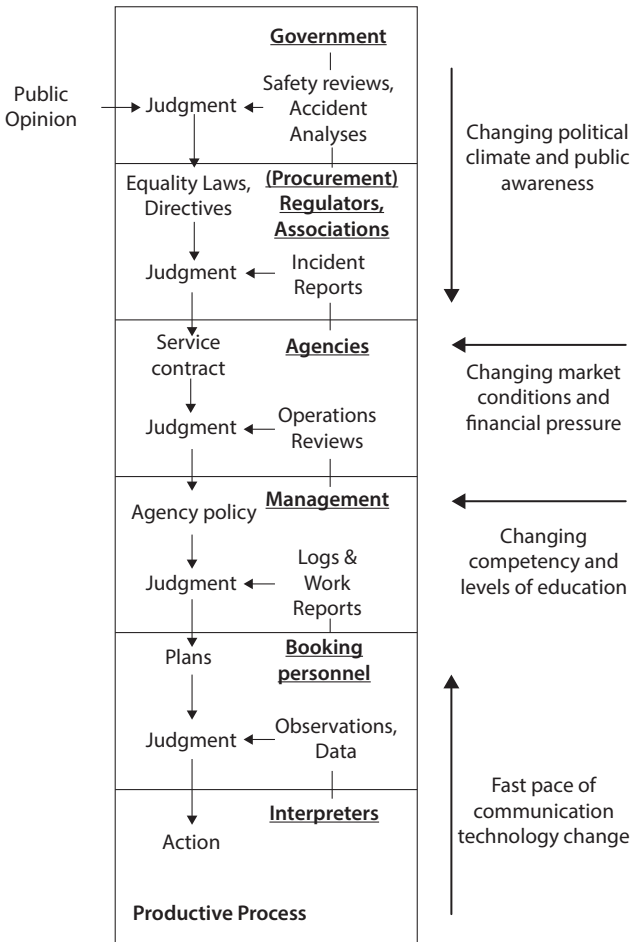 Government
Public
Opinion
Judgment
Safety reviews,
Accident
Analyses
Changing political
climate and public
awareness
Equality Laws,
Directives
(Procurement)
Regulators,
Associations
Judgment
Incident
Reports
Service
contract
Agencies
Changing market
conditions and
financial pressure
Judgment
Operations
Reviews
Agency policy
Management
Changing
competency and
levels of education
Judgment
Logs &
Work
Reports
Plans
Booking
personnel
Judgment
Observations,
Data
Fast pace of
communication
technology change
Action
Interpreters
Productive Process